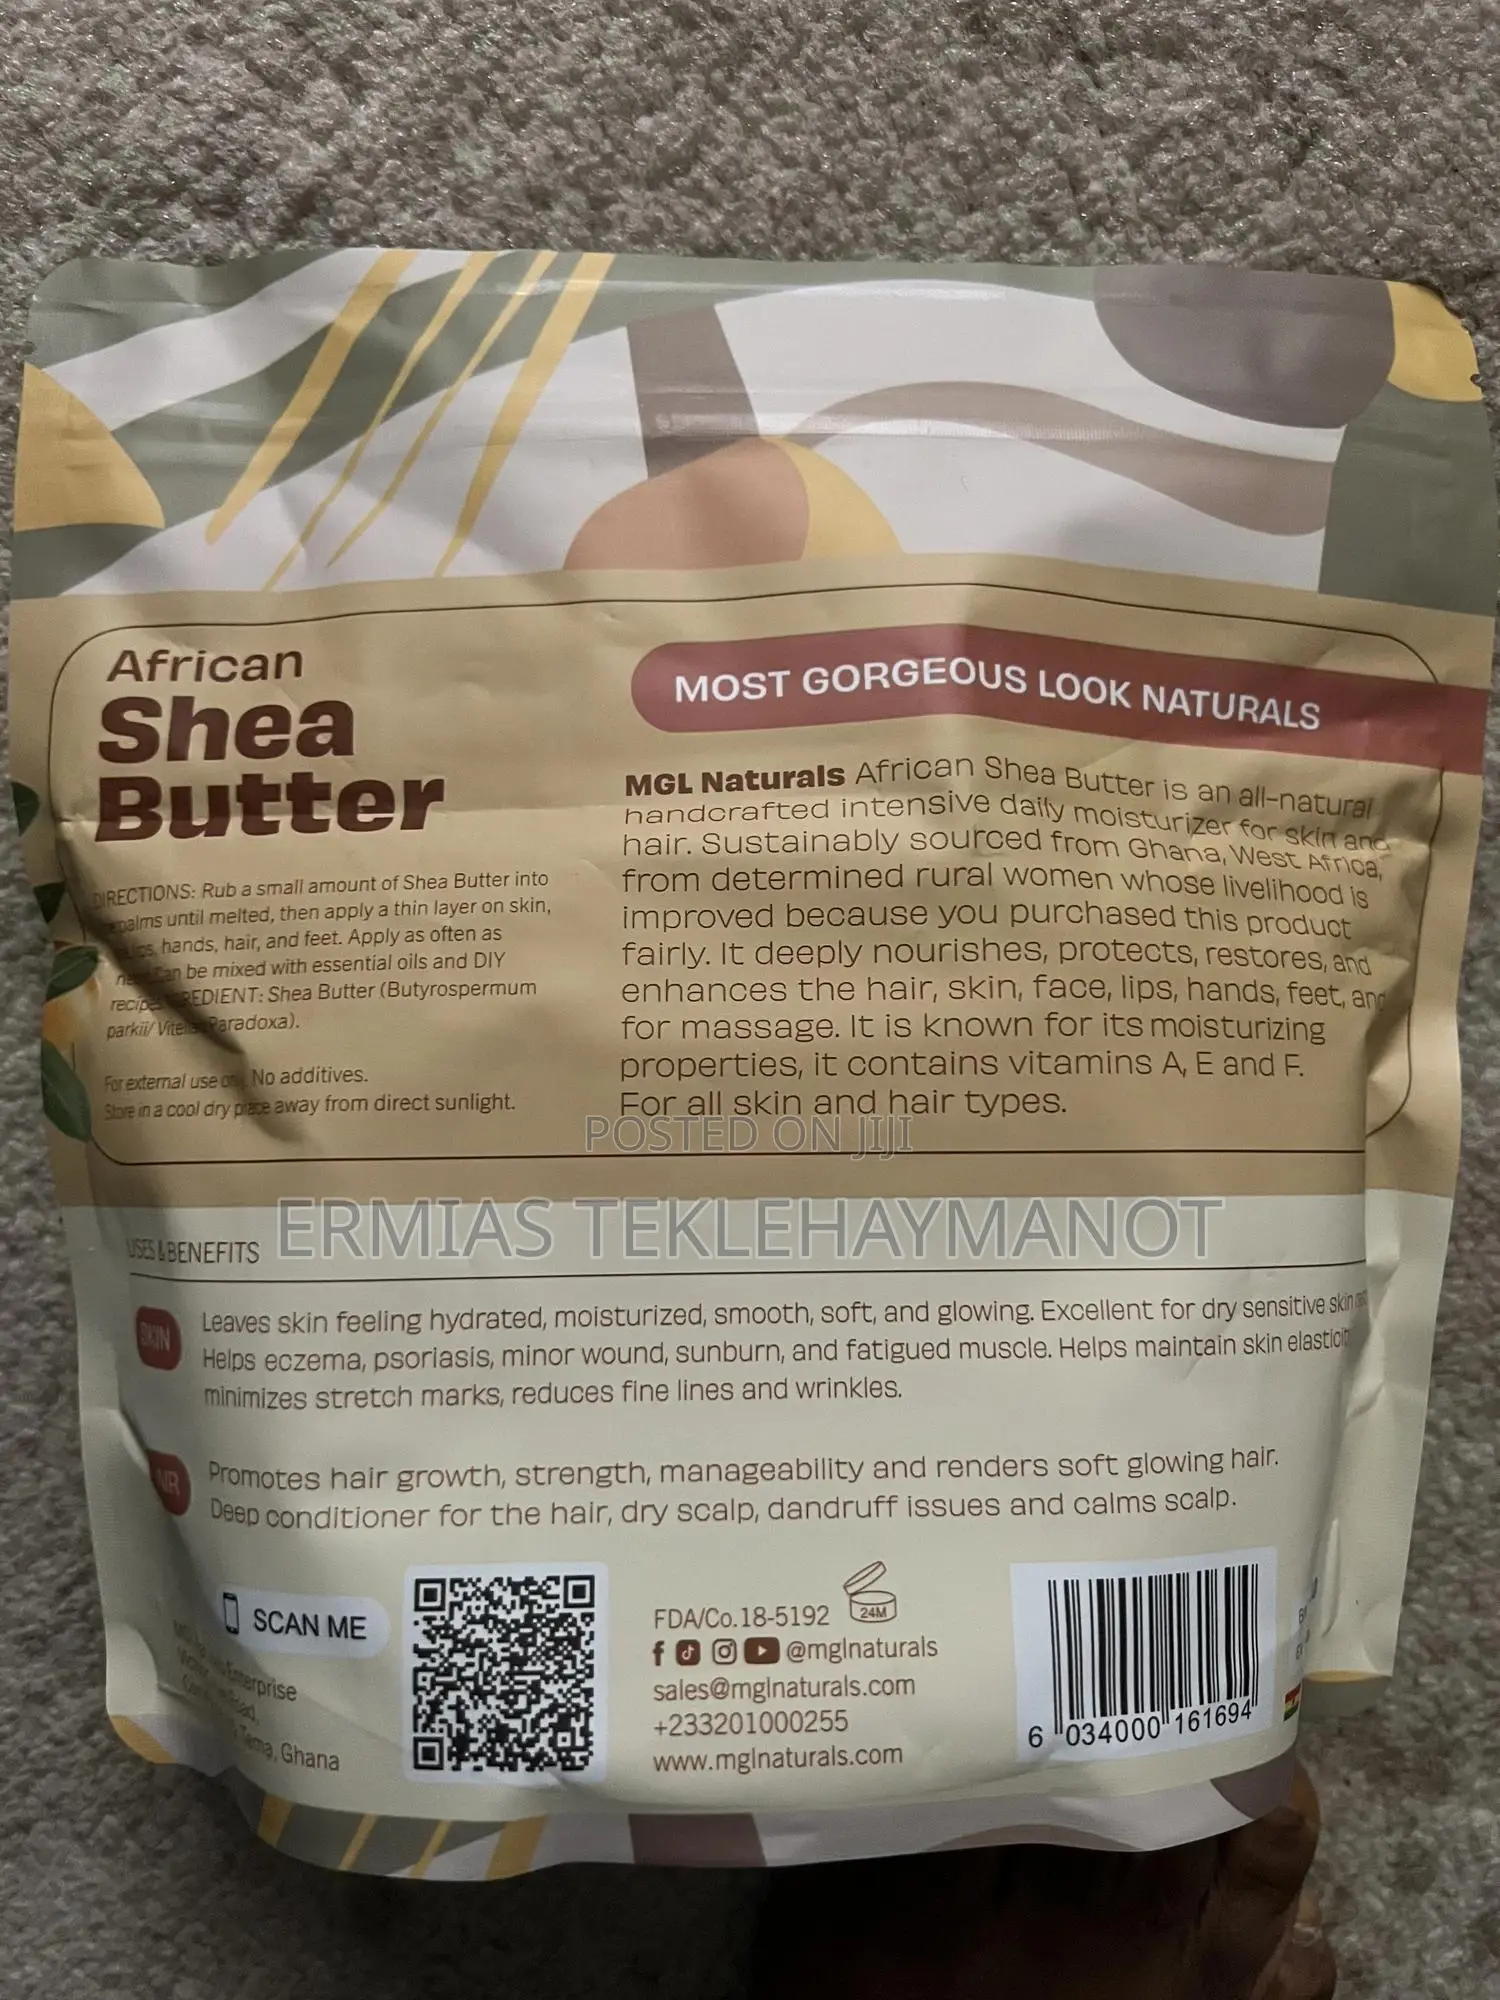 African
Shea
Butter
DIRECTIONS: Rub a small amount of Shea Butter into
palms until melted, then apply a thin layer on skin,
hands, hair, and feet. Apply as often as
Can be mixed with essential oils and DIY
Shea Butter (Butyrospermum
parkii/ Paradoxa).
For external use No additives.
Store in a cool dry place away from direct sunlight.
MOST GORGEOUS LOOK NATURALS
MGL Naturals African Shea Butter is an all-natural
handcrafted intensive daily moisturizer for skin and
hair. Sustainably sourced from Ghana, West Africa,
from determined rural women whose livelihood is
improved because you purchased this product
fairly. It deeply nourishes, protects, restores, and
enhances the hair, skin, face, lips, hands, feet, and
for massage. It is known for its moisturizing
properties, it contains vitamins A, E and F.
For all skin and hair types.
POSTED ON JIJI
ERMIAS TEKLEHAYMANOT
USES & BENEFITS
SKIN
Leaves skin feeling hydrated, moisturized, smooth, soft, and glowing. Excellent for dry sensitive skin
Helps eczema, psoriasis, minor wound, sunburn, and fatigued muscle. Helps maintain skin elasticit
minimizes stretch marks, reduces fine lines and wrinkles.
Promotes hair growth, strength, manageability and renders soft glowing hair.
Deep conditioner for the hair, dry scalp, dandruff issues and calms scalp.
SCAN ME
Enterprise
Tema, Ghana
FDA/Co.18-5192
24M
@mglnaturals
sales@mglnaturals.com
+233201000255
www.mglnaturals.com
6 034000 161694